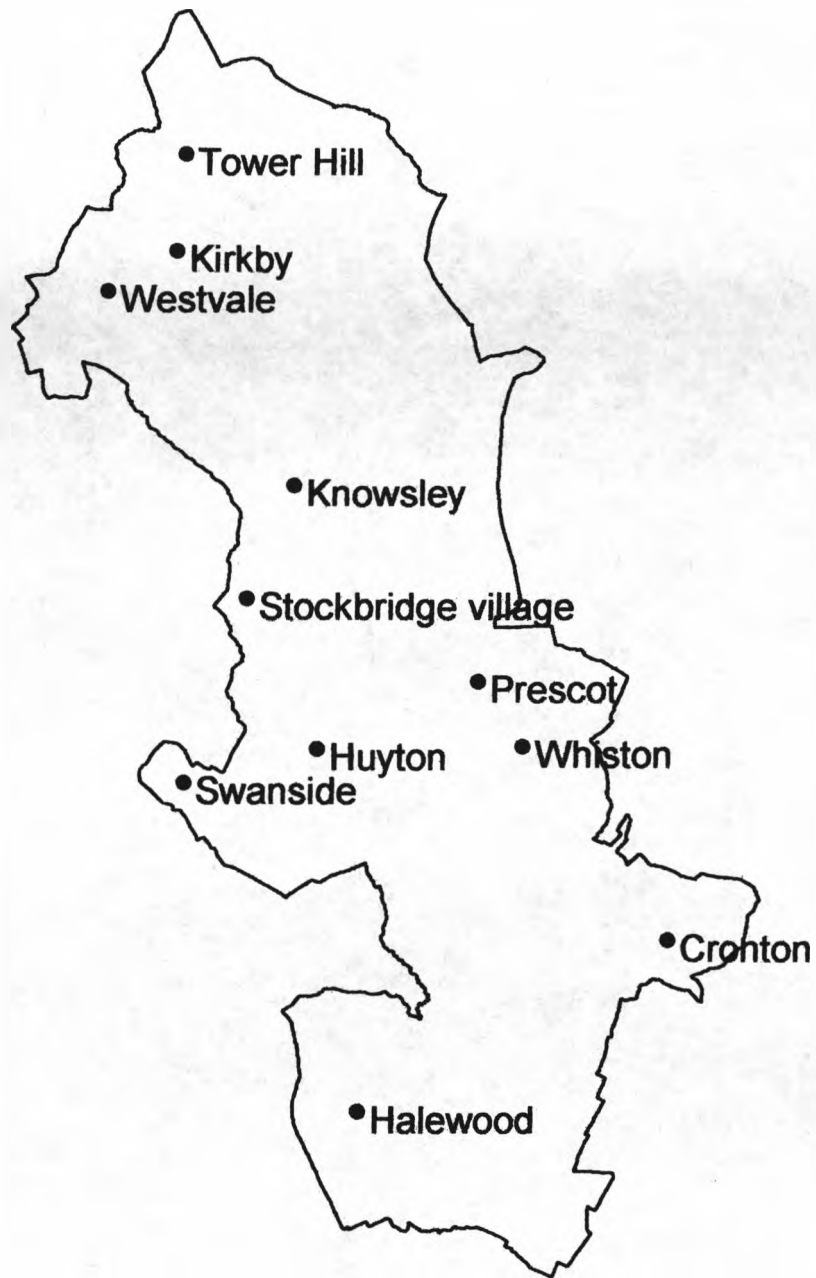 Tower Hill
Kirkby
Westvale
Knowsley
Stockbridge village
Prescot
Huyton
Whiston
Swanside
Cronton
Halewood